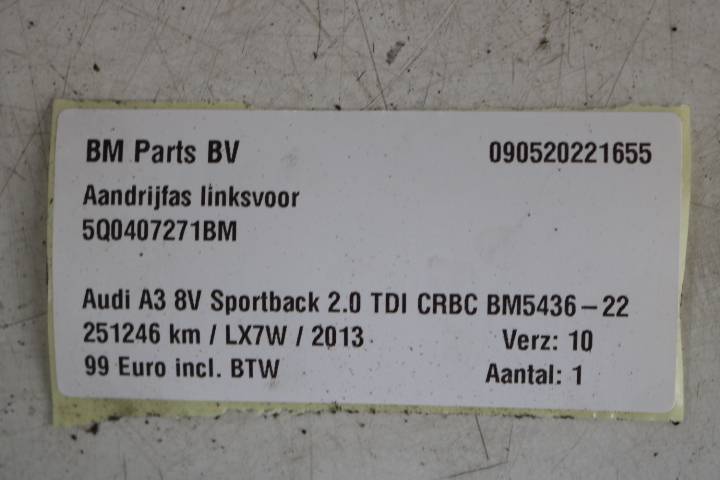 BM Parts BV 090520221655
Aandrijfas linksvoor
5Q0407271BM
Audi A3 8V Sportback 2.0 TDI CRBC BM5436-22
251246 km / LX7W / 2013 Verz: 10
99 Euro incl. BTW Aantal: 1